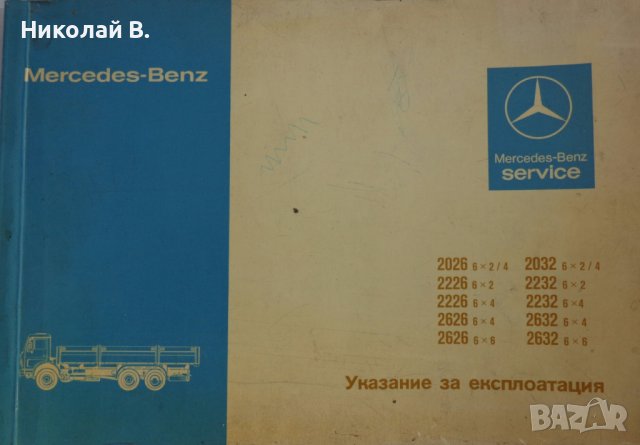 Николай В.
Mercedes-Benz
Mercedes-Benz
service
2026 6×2/4 2032 6×2/4
2226 6×2 2232 6×2
2226 6×4 2232 6×4
2626 6×4 2632 6×4
2626 6×6 2632 6×6
Указание за експлоатация
BAZAR
bg